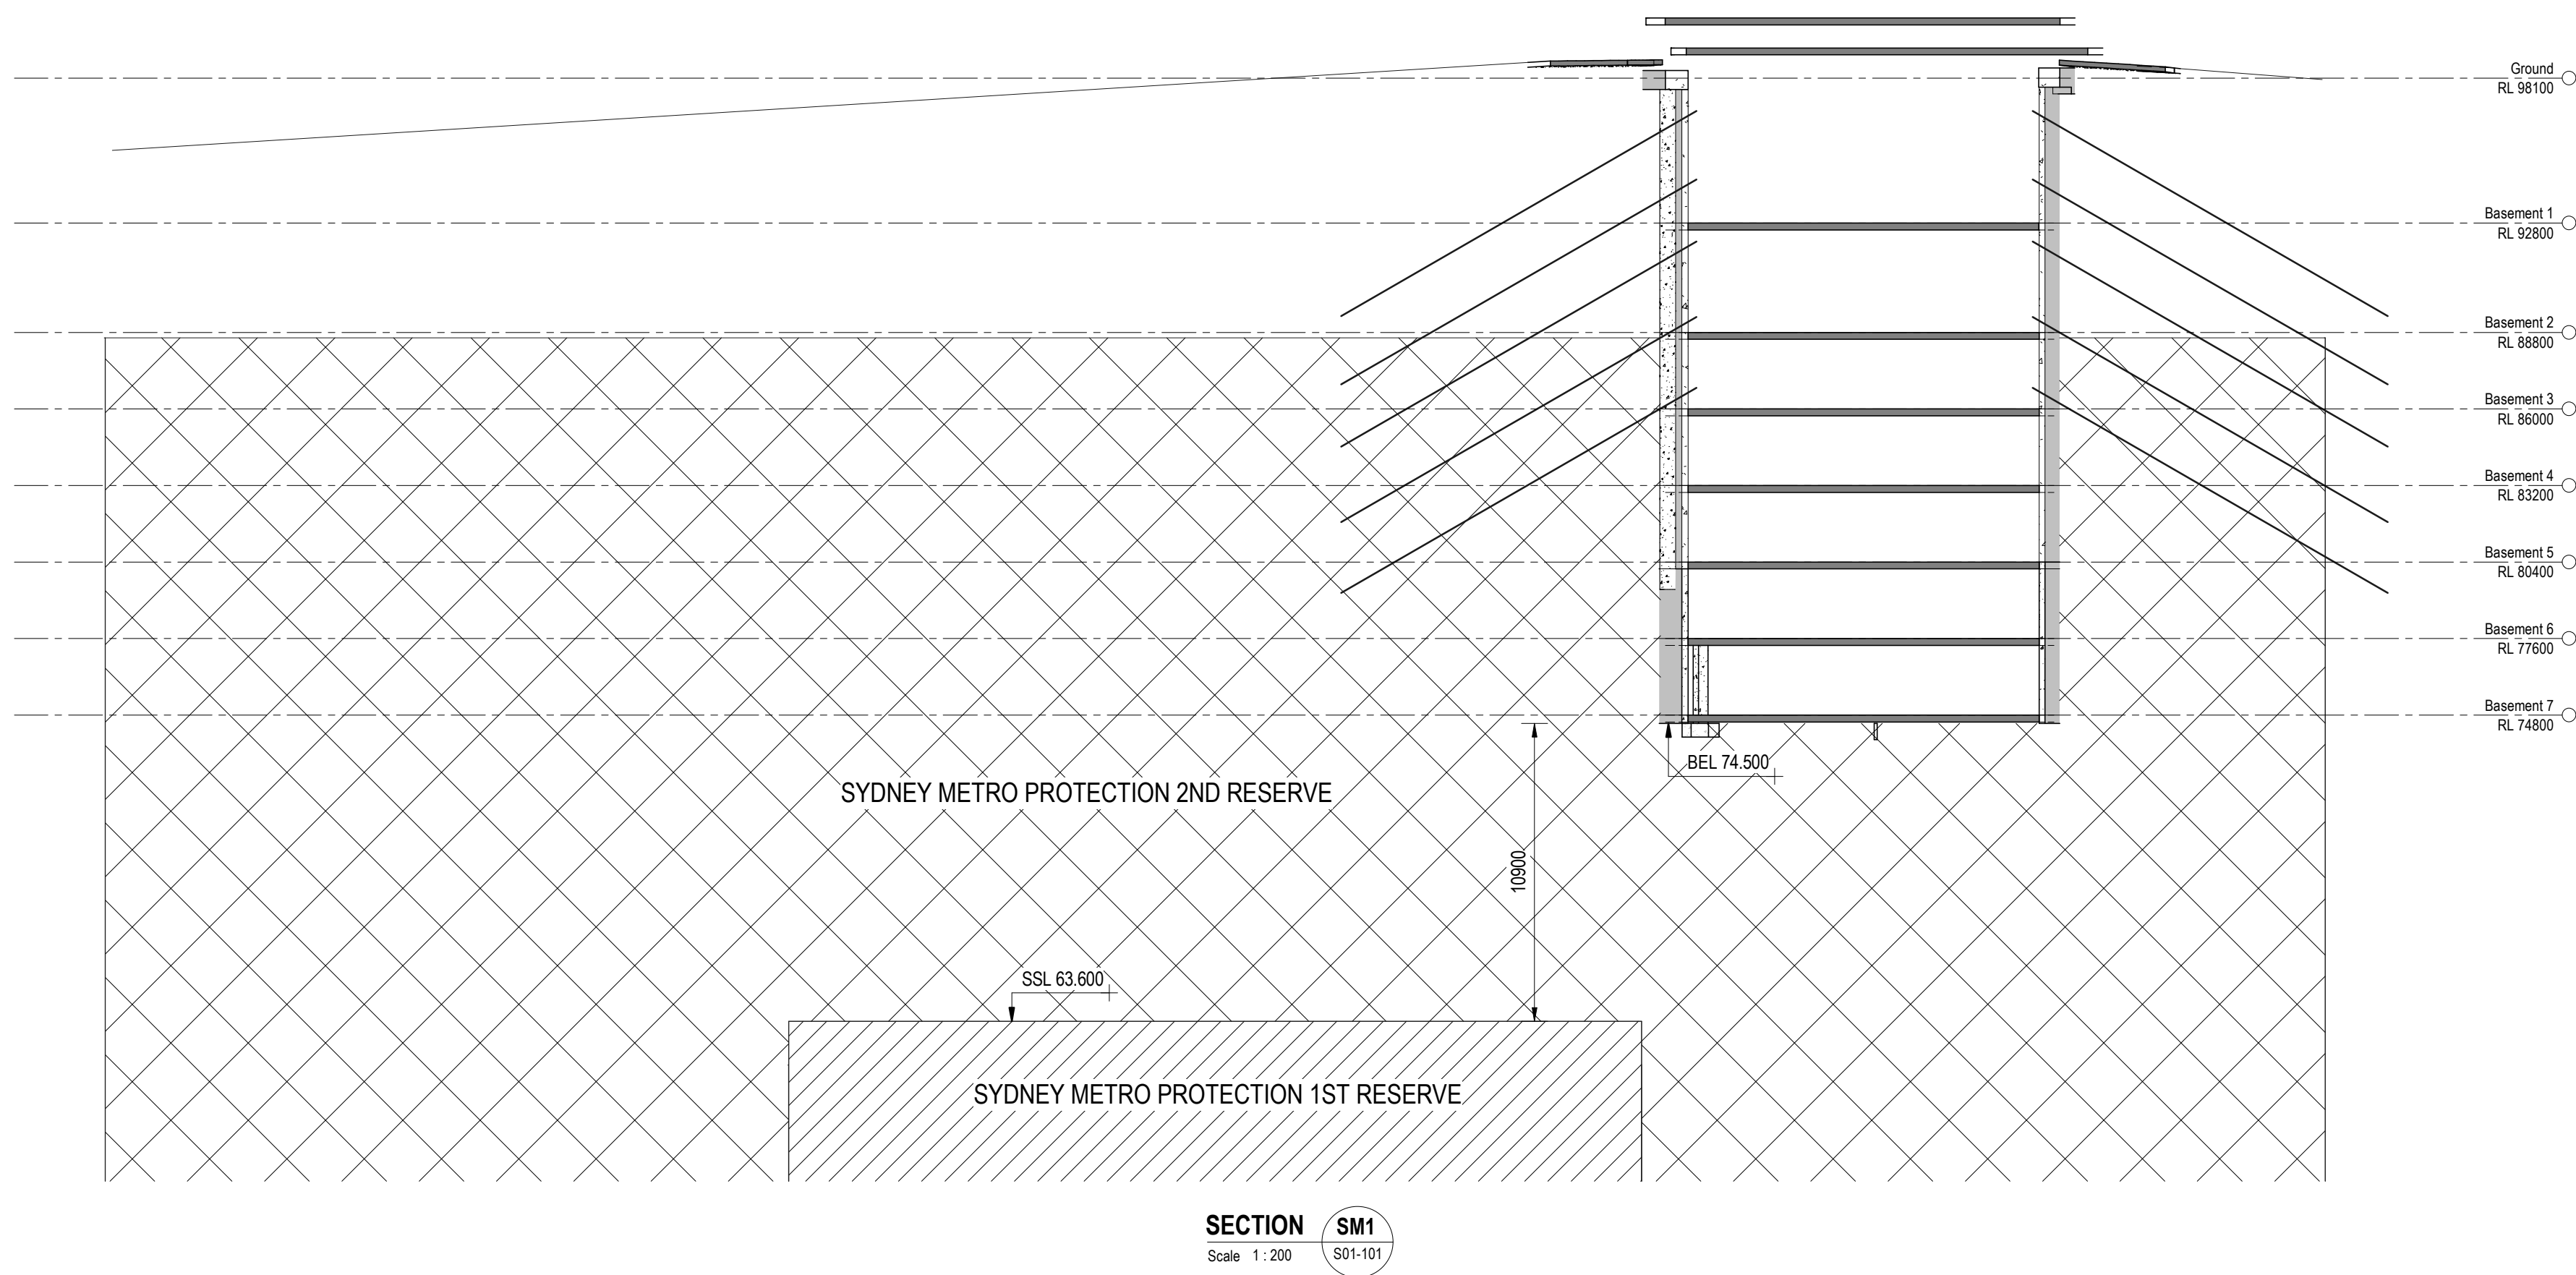 Ground
RL 98100
Basement 1
RL 92800
Basement 2
RL 88800
Basement 3
RL 86000
Basement 4
RL 83200
Basement 5
RL 80400
Basement 6
RL 77600
Basement 7
RL 74800
BEL 74.500
SYDNEY METRO PROTECTION 2ND RESERVE
10900
SSL 63.600
SYDNEY METRO PROTECTION 1ST RESERVE
SECTION SM1
Scale 1 : 200 S01-101